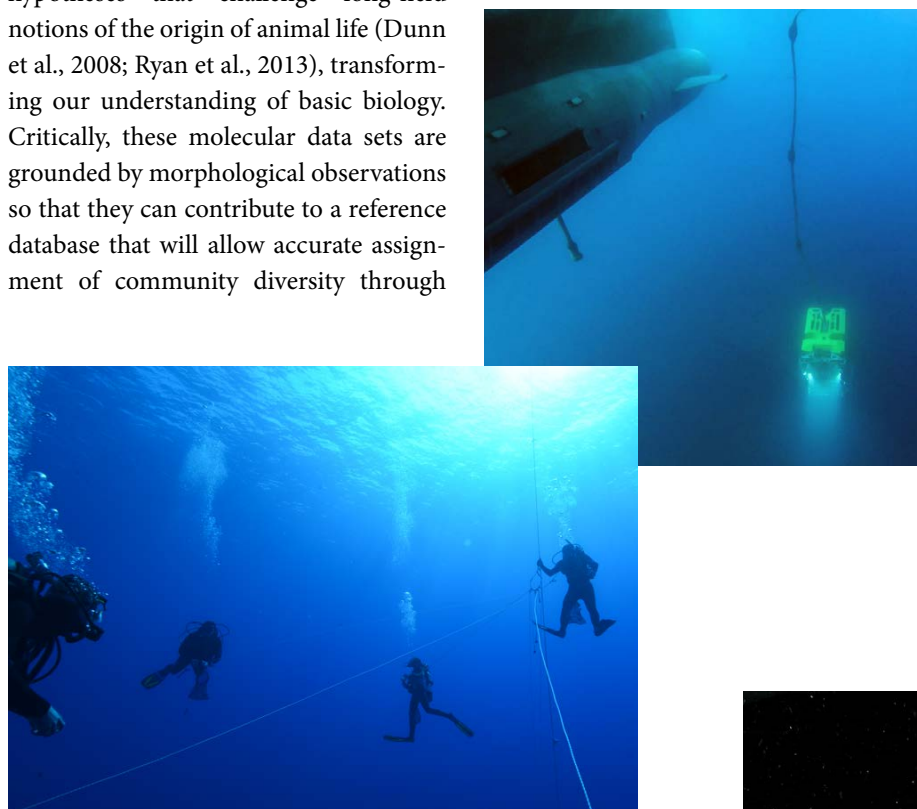 notions of the origin of animal life (Dunn
et al., 2008; Ryan et al., 2013), transform-
ing our understanding of basic biology.
Critically, these molecular data sets are
grounded by morphological observations
so that they can contribute to a reference
database that will allow accurate assign-
ment of community diversity through